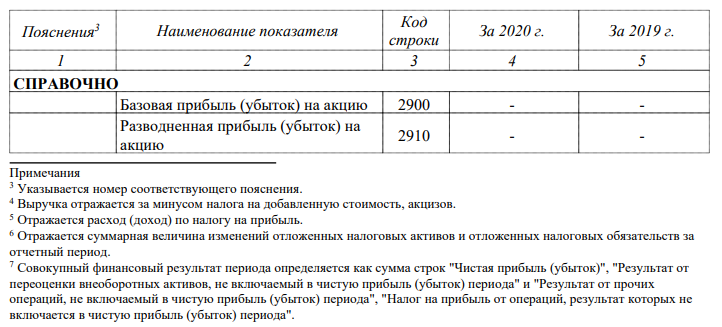 Пояснения³ Наименование показателя Код строки За 2020 г. За 2019 г.
1 2 3 4 5
СПРАВОЧНО
Базовая прибыль (убыток) на акцию 2900 - -
Разводненная прибыль (убыток) на акцию 2910 - -
Примечания
³ Указывается номер соответствующего пояснения.
⁴ Выручка отражается за минусом налога на добавленную стоимость, акцизов.
⁵ Отражается расход (доход) по налогу на прибыль.
⁶ Отражается суммарная величина изменений отложенных налоговых активов и отложенных налоговых обязательств за
отчетный период.
⁷ Совокупный финансовый результат периода определяется как сумма строк "Чистая прибыль (убыток)", "Результат от
переоценки внеоборотных активов, не включаемый в чистую прибыль (убыток) периода" и "Результат от прочих
операций, не включаемый в чистую прибыль (убыток) периода", "Налог на прибыль от операций, результат которых не
включается в чистую прибыль (убыток) периода".